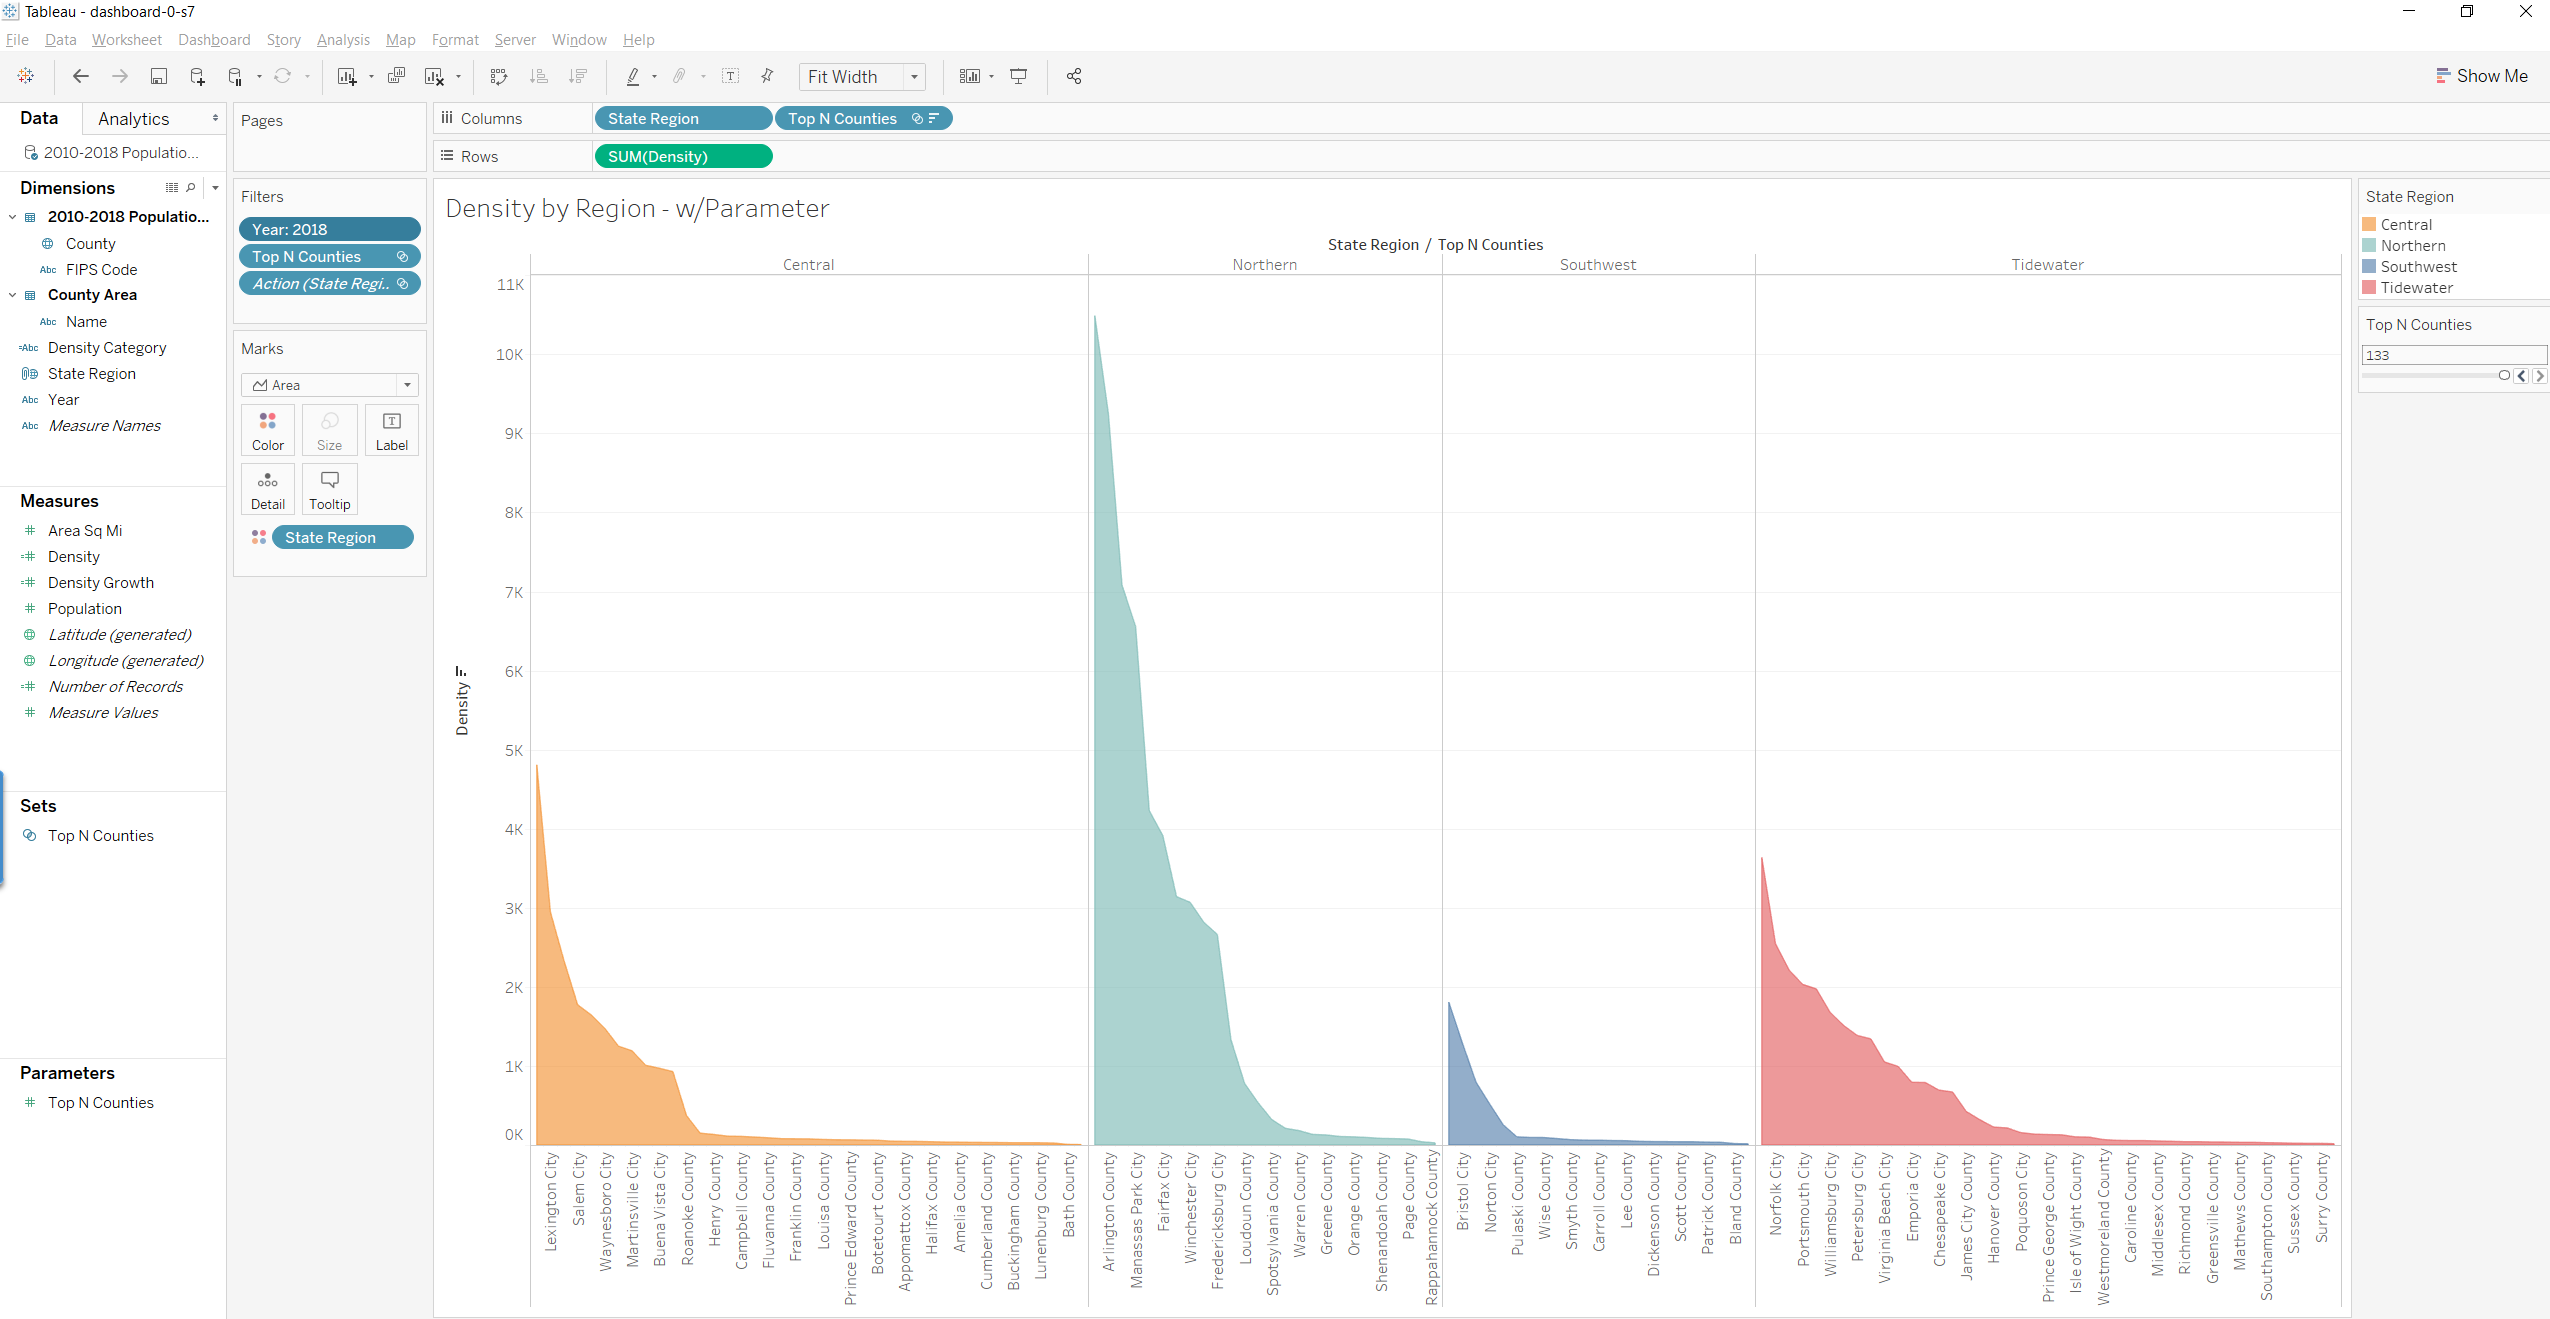 Tableau - dashboard-0-s7
File Data Worksheet Dashboard Story Analysis Map Format Server Window Help
Fit Width
Show Me
Data
Analytics
2010-2018 Populatio...
Dimensions
2010-2018 Populatio...
County
Abc FIPS Code
County Area
Abc Name
=Abc Density Category
State Region
Abc Year
Abc Measure Names
Measures
Area Sq Mi
Density
Density Growth
Population
Latitude (generated)
Longitude (generated)
Number of Records
Measure Values
Sets
Top N Counties
Parameters
Top N Counties
Pages
Filters
Year: 2018
Top N Counties
Action (State Regi..
Marks
Area
Color
Size
Label
Detail
Tooltip
State Region
Columns
State Region
Top N Counties
Rows
SUM(Density)
Density by Region - w/Parameter
State Region / Top N Counties
Central
Northern
Southwest
Tidewater
11K
10K
9K
8K
7K
6K
5K
4K
3K
2K
1K
0K
Density
Lexington City
Salem City
Waynesboro City
Martinsville City
Buena Vista City
Roanoke County
Henry County
Campbell County
Fluvanna County
Franklin County
Louisa County
Prince Edward County
Botetourt County
Appomattox County
Halifax County
Amelia County
Cumberland County
Buckingham County
Lunenburg County
Bath County
Arlington County
Manassas Park City
Fairfax City
Winchester City
Fredericksburg City
Loudoun County
Spotsylvania County
Warren County
Greene County
Orange County
Shenandoah County
Page County
Rappahannock County
Bristol City
Norton City
Pulaski County
Wise County
Smyth County
Carroll County
Lee County
Dickenson County
Scott County
Patrick County
Bland County
Norfolk City
Portsmouth City
Williamsburg City
Petersburg City
Virginia Beach City
Emporia City
Chesapeake City
James City County
Hanover County
Poquoson City
Prince George County
Isle of Wight County
Westmoreland County
Caroline County
Middlesex County
Richmond County
Greensville County
Mathews County
Southampton County
Sussex County
Surry County
State Region
Central
Northern
Southwest
Tidewater
Top N Counties
133